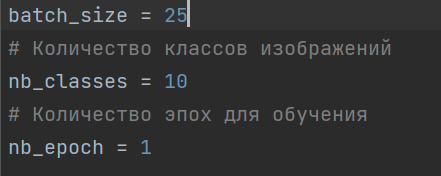 batch_size = 25
# Количество классов изображений
nb_classes = 10
# Количество эпох для обучения
nb_epoch = 1